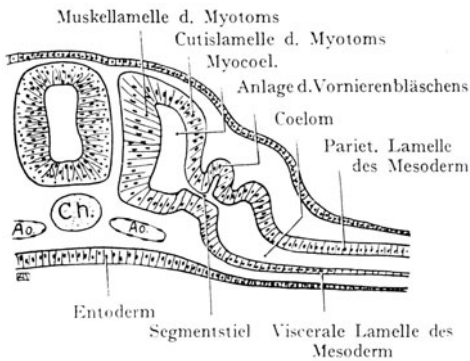 Muskellamelle d. Myotoms
Cutislamelle d. Myotoms
Myocoel.
Anlage d. Vornierenbläschens
Coelom
Pariet. Lamelle
des Mesoderm
Ch.
Ao.
Ao.
Entoderm
Segmentstiel
Viscerale Lamelle des
Mesoderm